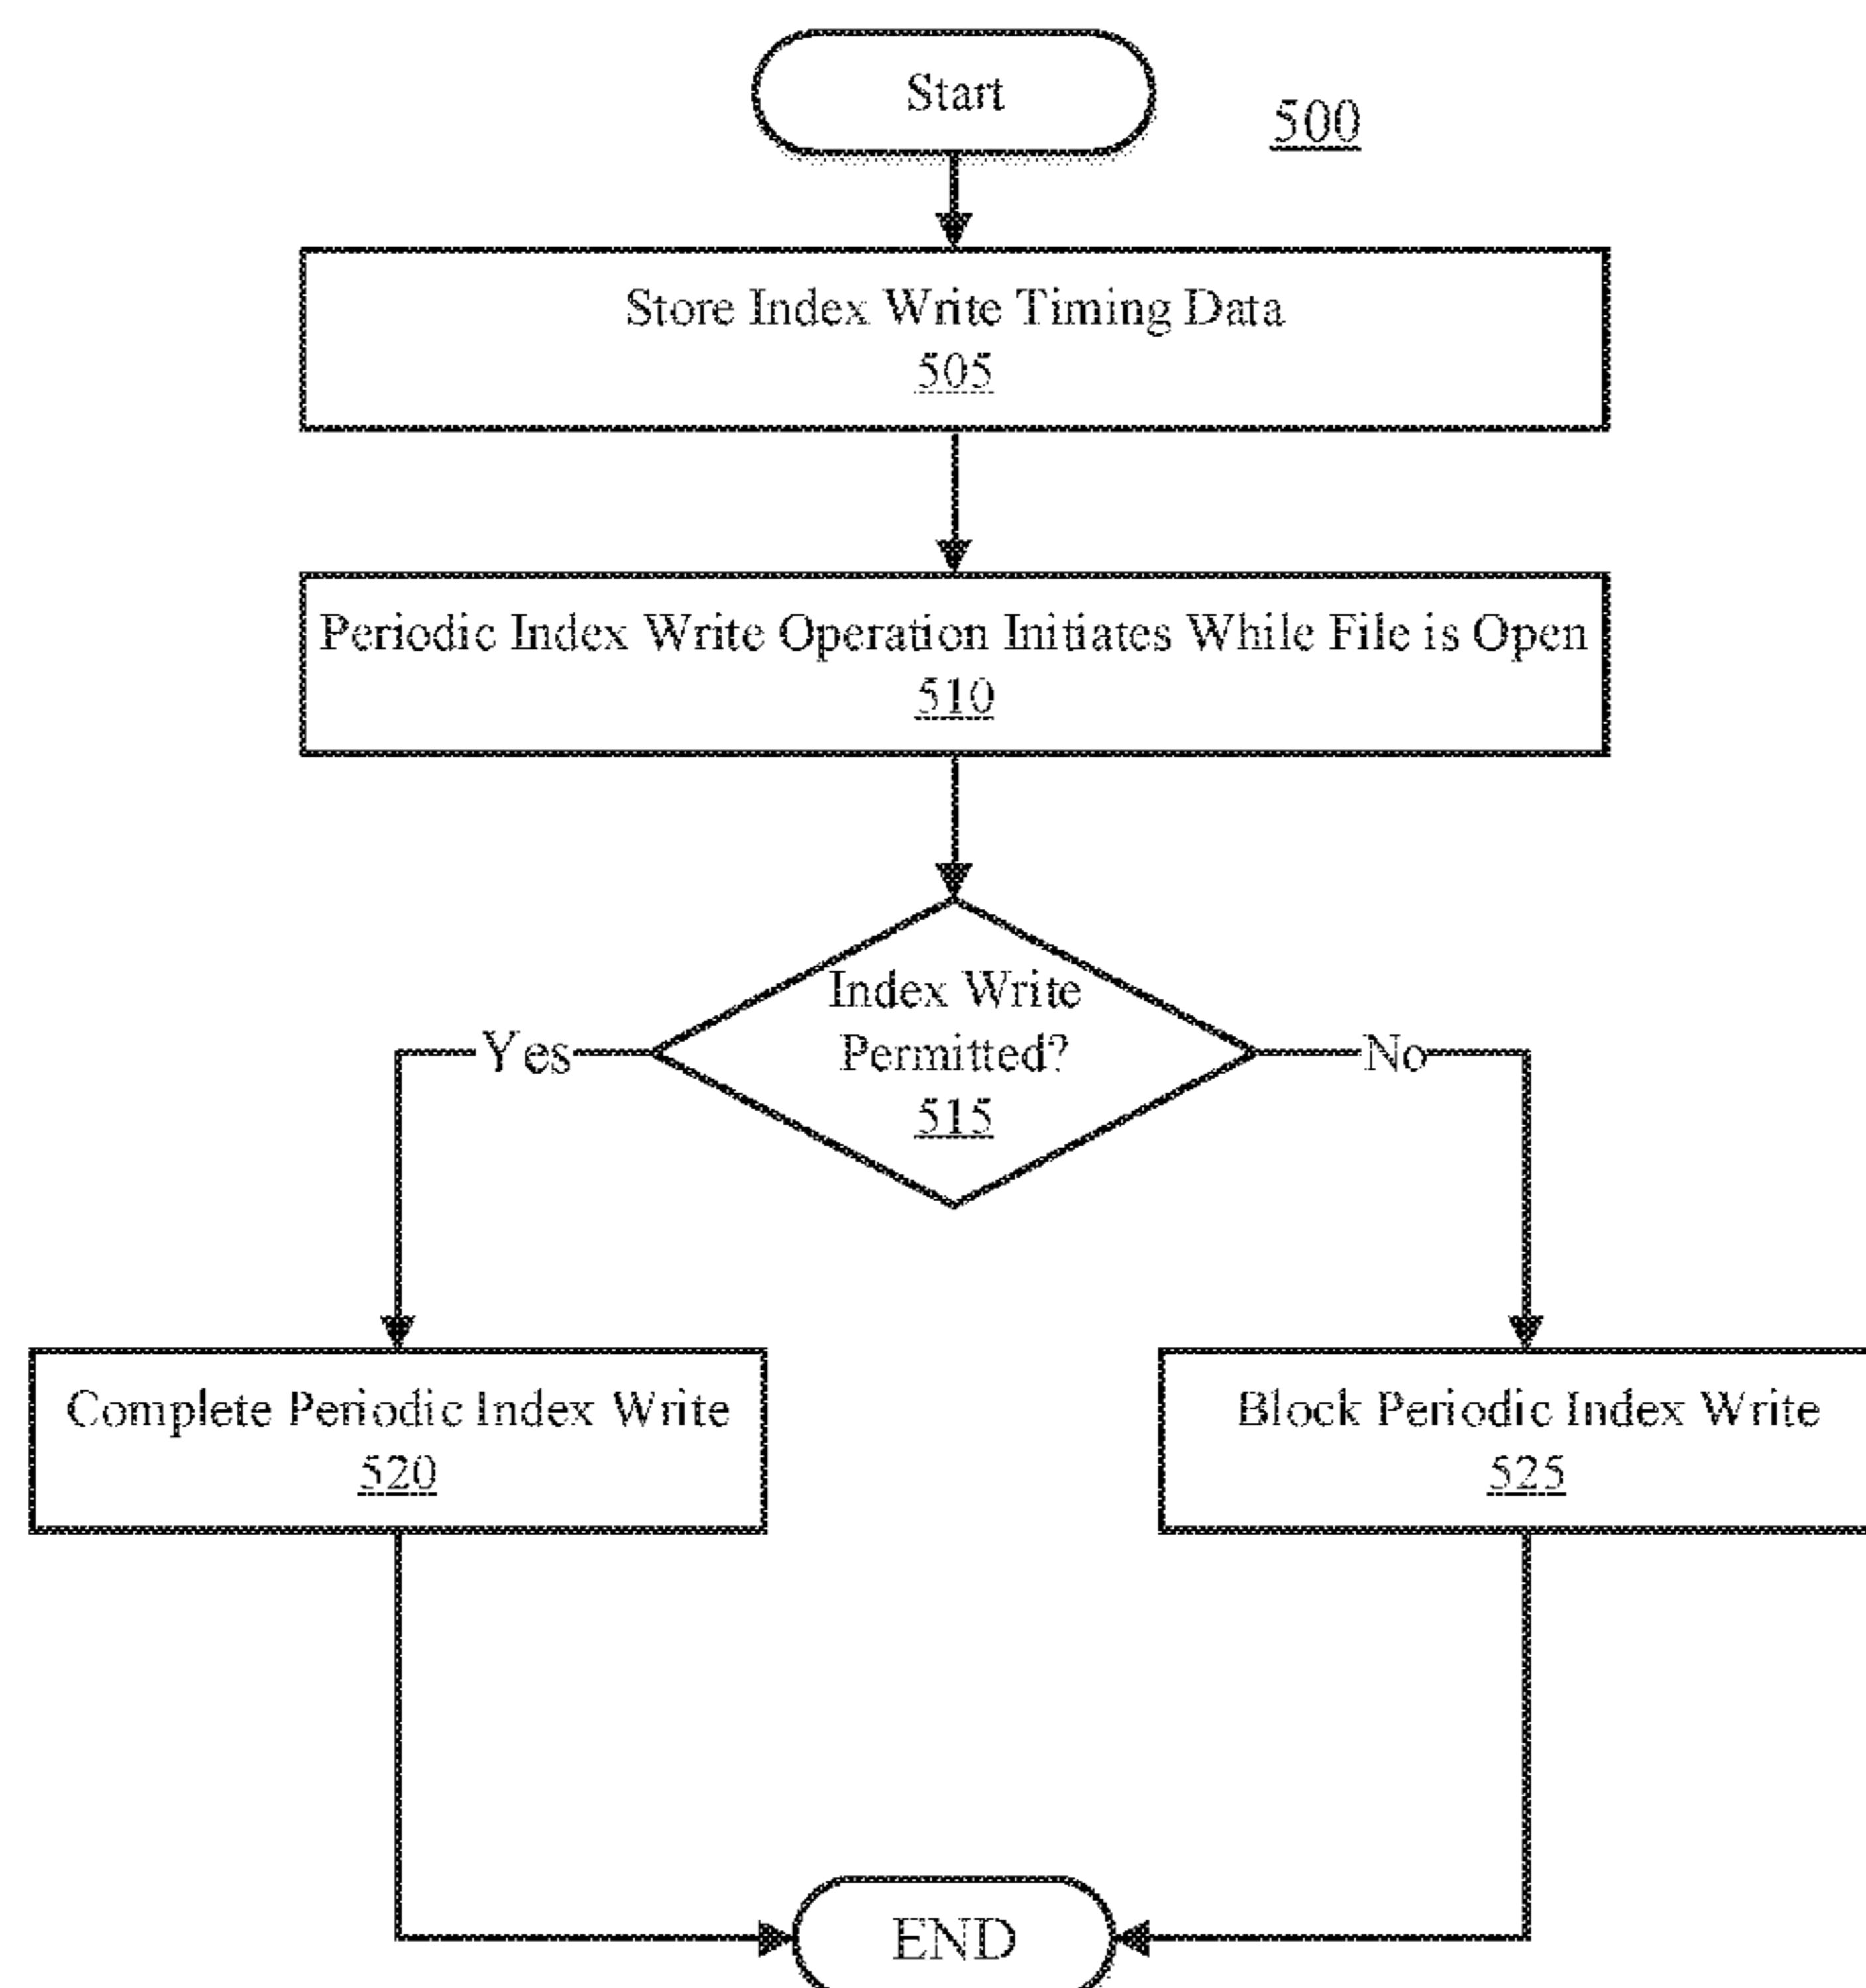 Start
500
Store Index Write Timing Data
505
Periodic Index Write Operation Initiates While File is Open
510
Index Write
Permitted?
515
Yes
No
Complete Periodic Index Write
520
Block Periodic Index Write
525
END